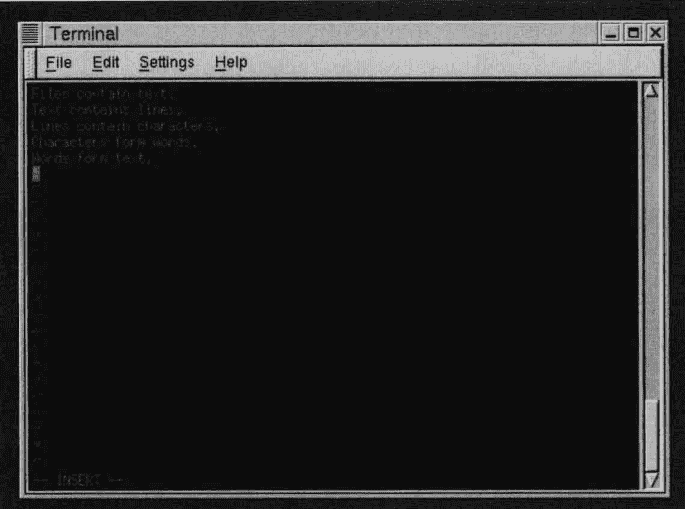 Terminal
File Edit Settings Help
Files contain text.
Text contains lines.
Lines contain characters.
Characters form words.
Words form text.
-- INSERT --